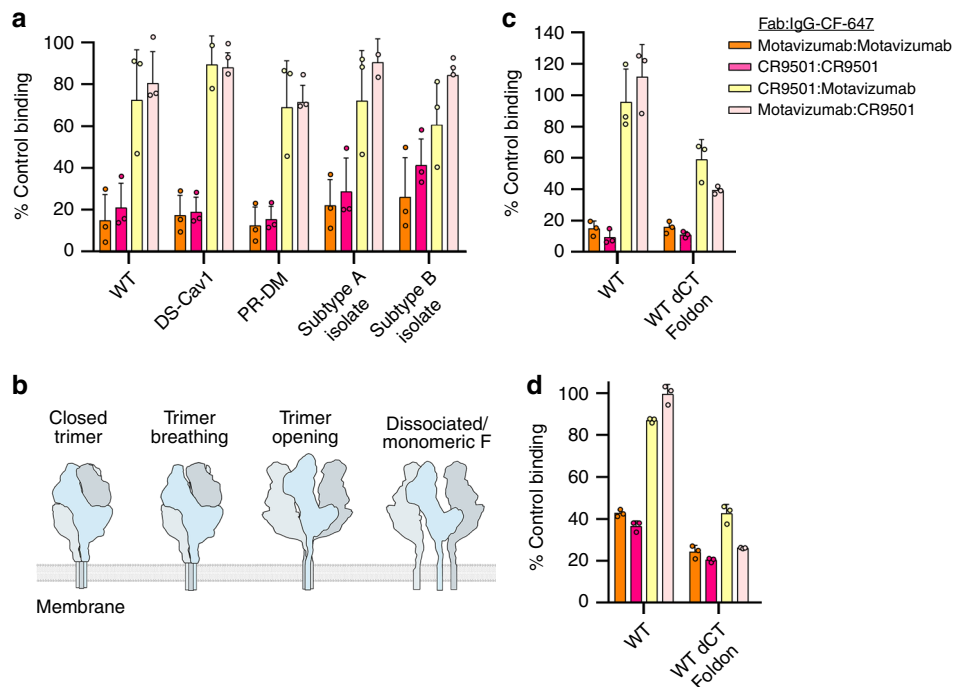 a
% Control binding
100
80
60
40
20
0
WT
DS-Cav1
PR-DM
Subtype A
isolate
Subtype B
isolate
b
Closed
trimer
Trimer
breathing
Trimer
opening
Dissociated/
monomeric F
Membrane
c
% Control binding
140
120
100
80
60
40
20
0
WT
WT dCT
Foldon
Fab:IgG-CF-647
Motavizumab:Motavizumab
CR9501:CR9501
CR9501:Motavizumab
Motavizumab:CR9501
d
% Control binding
100
80
60
40
20
0
WT
WT dCT
Foldon